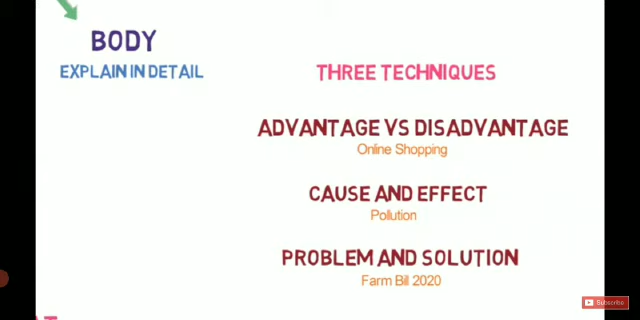 BODY
EXPLAIN IN DETAIL
THREE TECHNIQUES
ADVANTAGE VS DISADVANTAGE
Online Shopping
CAUSE AND EFFECT
Pollution
PROBLEM AND SOLUTION
Farm Bill 2020
Subscribe